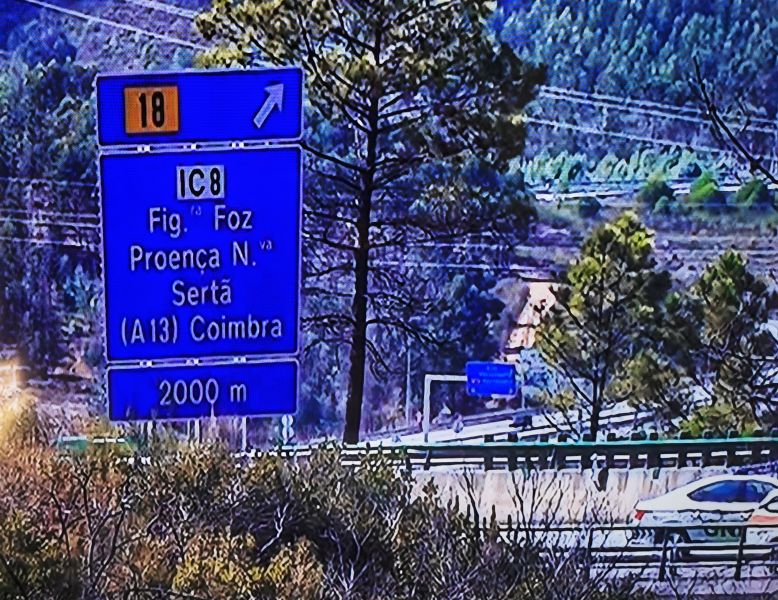 18
IC8
Fig.ra Foz
Proença N.va
Sertã
(A13) Coimbra
2000 m